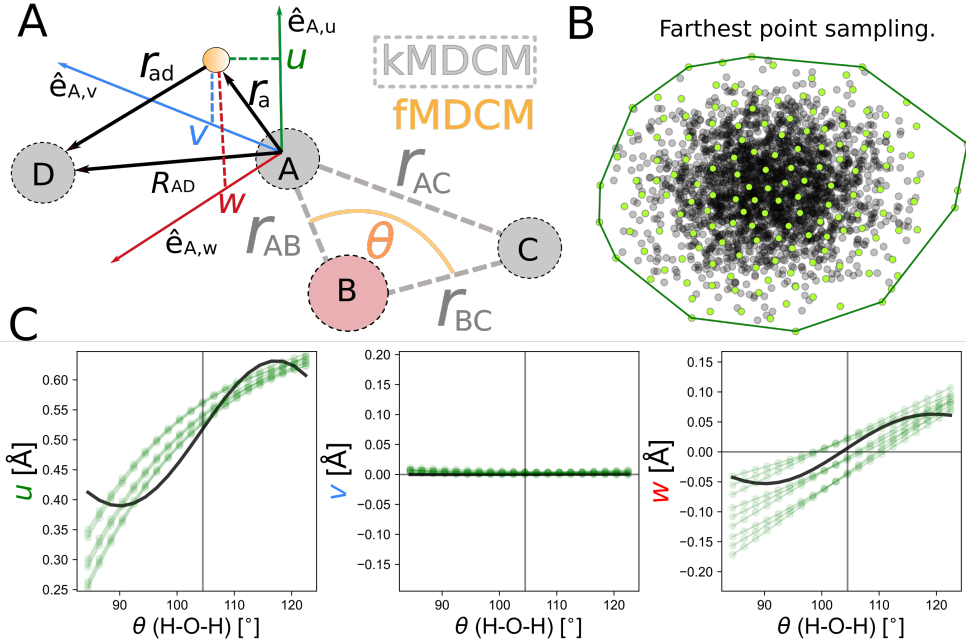 A
ê_A,u
u
r_ad
r_a
ê_A,v
v
kMDCM
fMDCM
D
A
R_AD
w
ê_A,w
r_AC
r_AB
θ
C
B
r_BC
B
Farthest point sampling.
C
0.60
0.55
0.50
0.45
0.40
0.35
0.30
0.25
u [Å]
90
100
110
120
θ (H-O-H) [°]
0.20
0.15
0.10
0.05
0.00
−0.05
−0.10
−0.15
v [Å]
90
100
110
120
θ (H-O-H) [°]
0.15
0.10
0.05
0.00
−0.05
−0.10
−0.15
−0.20
w [Å]
90
100
110
120
θ (H-O-H) [°]